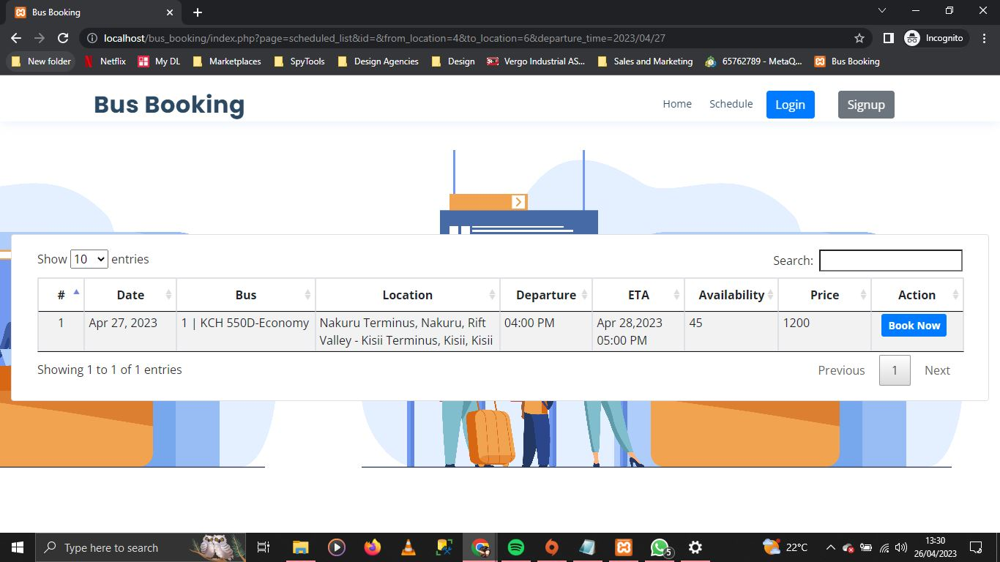 Bus Booking
localhost/bus_booking/index.php?page=scheduled_list&id=&from_location=4&to_location=6&departure_time=2023/04/27
Incognito
New folder Netflix My DL Marketplaces SpyTools Design Agencies Design Vergo Industrial AS... Sales and Marketing 65762789 - MetaQ... Bus Booking
Bus Booking Home Schedule Login Signup
Show 10 entries Search:
# Date Bus Location Departure ETA Availability Price Action
1 Apr 27, 2023 1 | KCH 550D-Economy Nakuru Terminus, Nakuru, Rift 04:00 PM Apr 28,2023 45 1200 Book Now
Valley - Kisii Terminus, Kisii, Kisii 05:00 PM
Showing 1 to 1 of 1 entries Previous 1 Next
Type here to search 5 22°C 13:30
26/04/2023